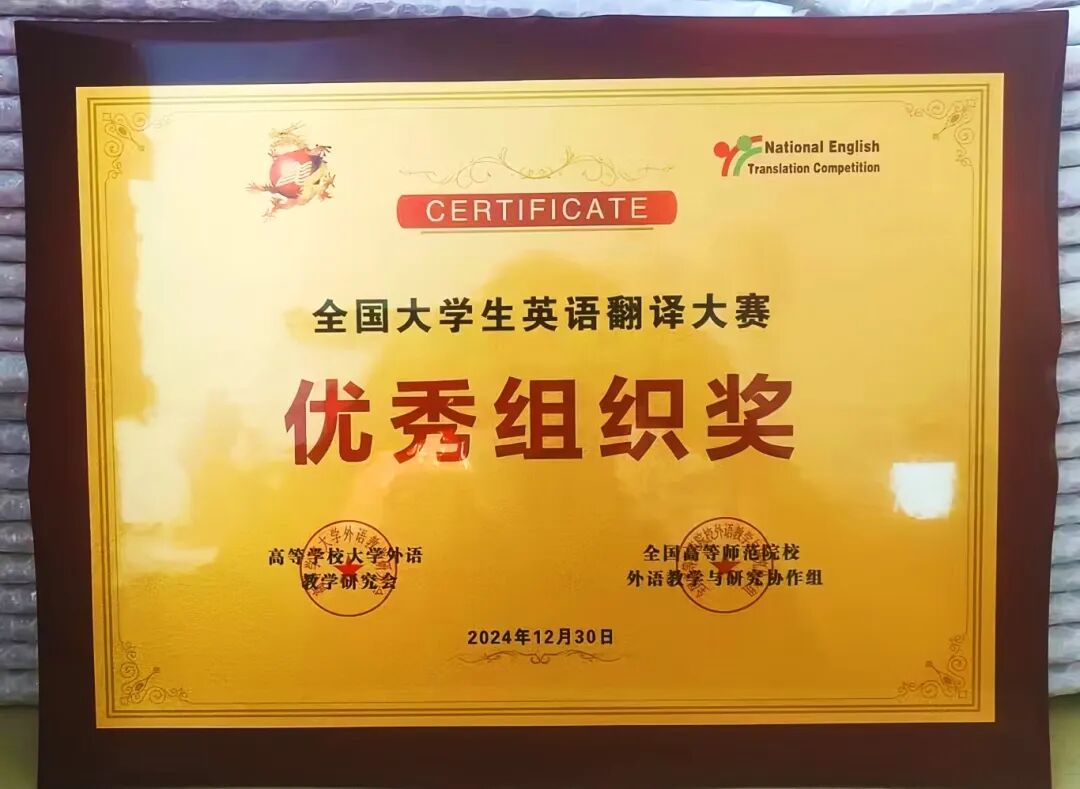 National English
Translation Competition
CERTIFICATE
全国大学生英语翻译大赛
优秀组织奖
高等学校大学外语
教学研究会
全国高等师范院校
外语教学与研究协作组
2024年12月30日